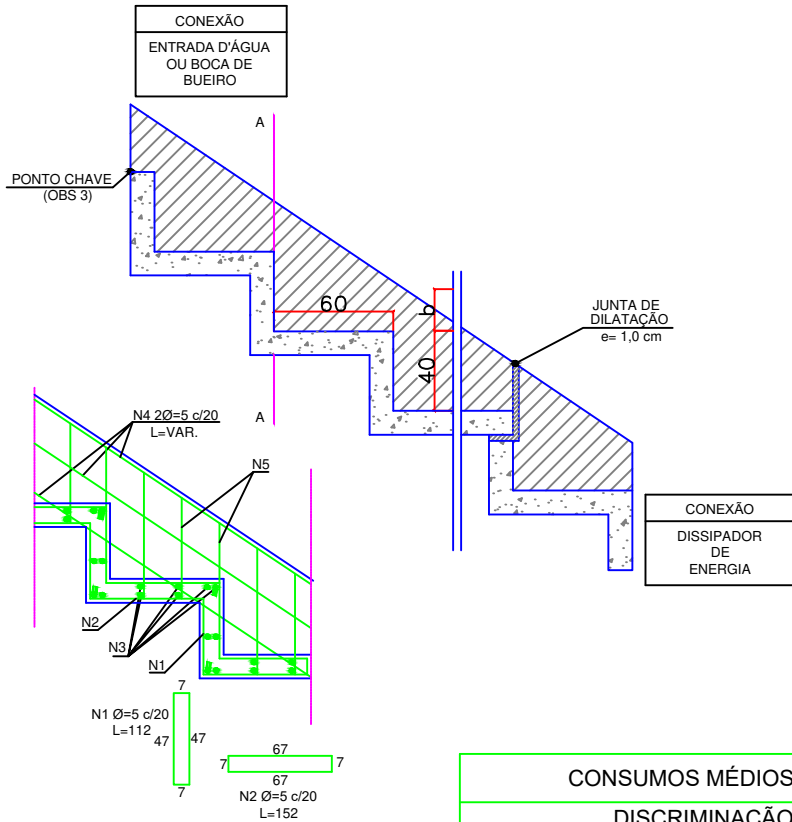 CONEXÃO
ENTRADA D'ÁGUA
OU BOCA DE
BUEIRO
A
PONTO CHAVE
(OBS 3)
60
b
40
JUNTA DE
DILATAÇÃO
e= 1,0 cm
A
N4 2Ø=5 c/20
L=VAR.
N5
CONEXÃO
DISSIPADOR
DE
ENERGIA
N2
N3
N1
7
N1 Ø=5 c/20
L=112
47
47
7
67
7
7
67
N2 Ø=5 c/20
L=152
CONSUMOS MÉDIOS
DISCRIMINAÇÃO